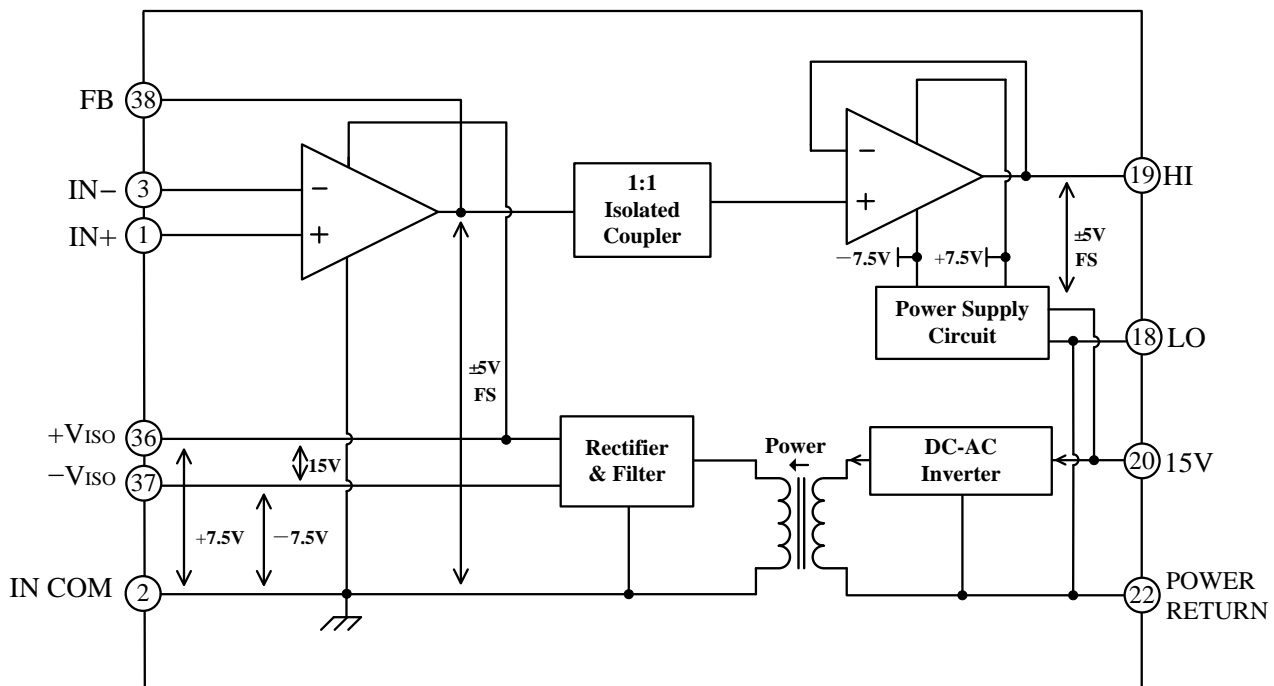 FB 38
IN− 3
IN+ 1
−
+
1:1
Isolated
Coupler
−
+
19 HI
−7.5V
+7.5V
±5V
FS
Power Supply
Circuit
18 LO
±5V
FS
+VISO 36
−VISO 37
15V
+7.5V
−7.5V
Rectifier
& Filter
Power
DC-AC
Inverter
20 15V
IN COM 2
22 POWER
RETURN